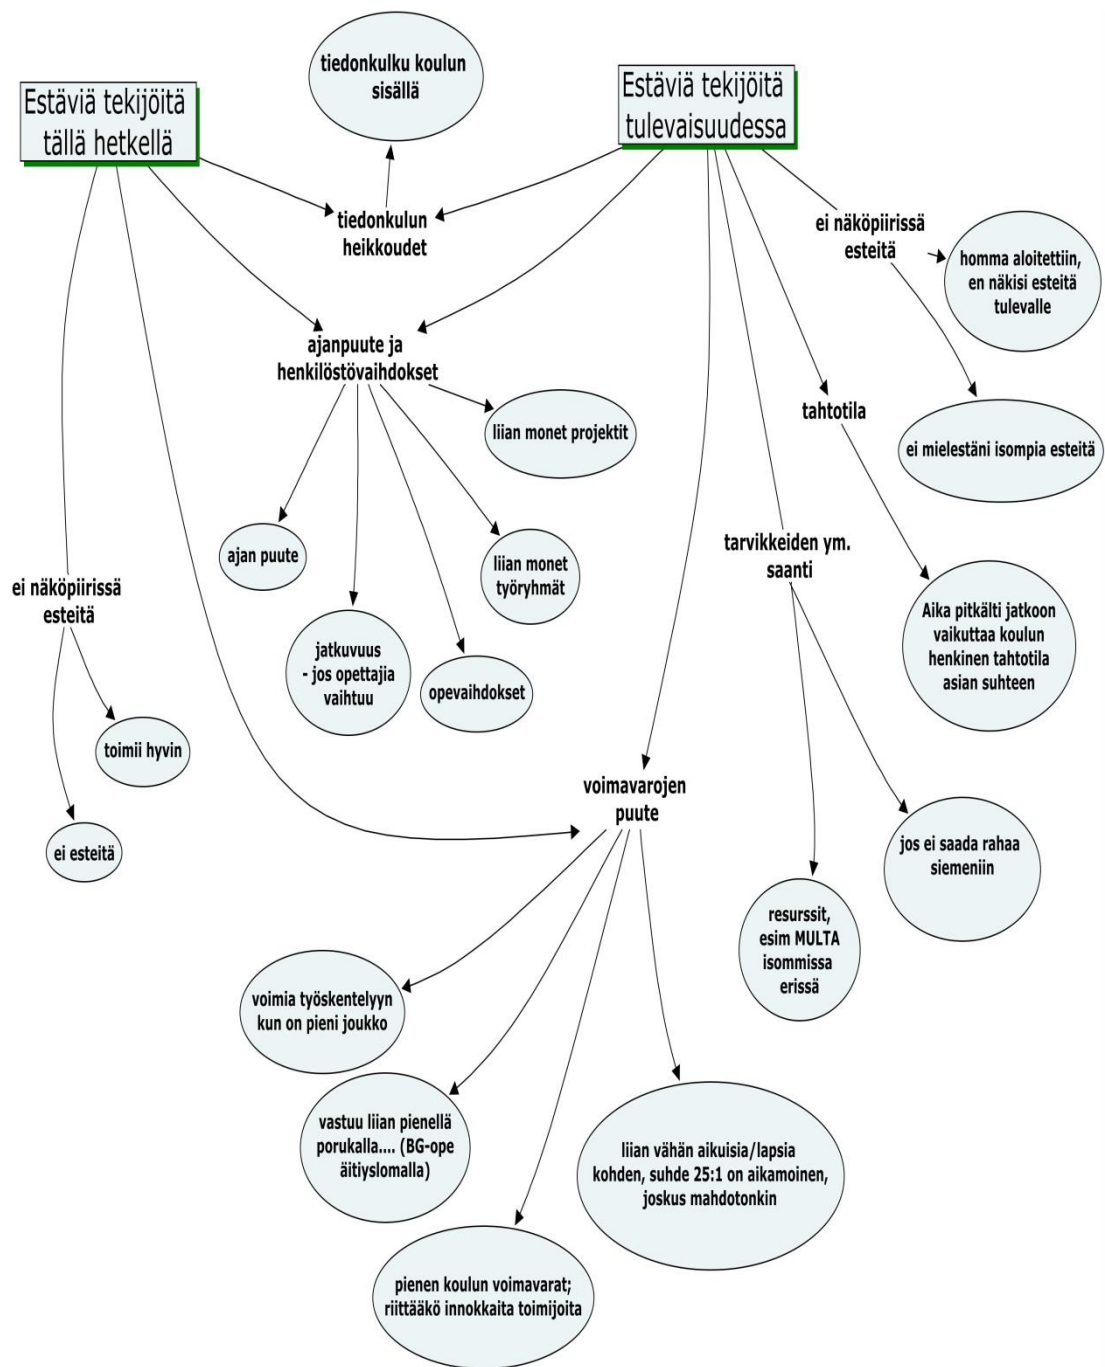 tiedonkulku koulun
sisällä
Estäviä tekijöitä
tällä hetkellä
Estäviä tekijöitä
tulevaisuudessa
tiedonkulun
heikkoudet
ei näköpiirissä
esteitä
homma aloitettiin,
en näkisi esteitä
tulevalle
ajanpuute ja
henkilöstövaihdokset
liian monet projektit
tahtotila
ei mielestäni isompia esteitä
ajan puute
liian monet
työryhmät
tarvikkeiden ym.
saanti
ei näköpiirissä
esteitä
jatkuvuus
- jos opettajia
vaihtuu
opevaihdokset
Aika pitkälti jatkoon
vaikuttaa koulun
henkinen tahtotila
asian suhteen
toimii hyvin
voimavarojen
puute
ei esteitä
jos ei saada rahaa
siemeniin
resurssit,
esim MULTA
isommissa
erissä
voimia työskentelyyn
kun on pieni joukko
vastuu liian pienellä
porukalla.... (BG-ope
äitiyslomalla)
liian vähän aikuisia/lapsia
kohden, suhde 25:1 on aikamoinen,
joskus mahdotonkin
pienen koulun voimavarat;
riittääkö innokkaita toimijoita